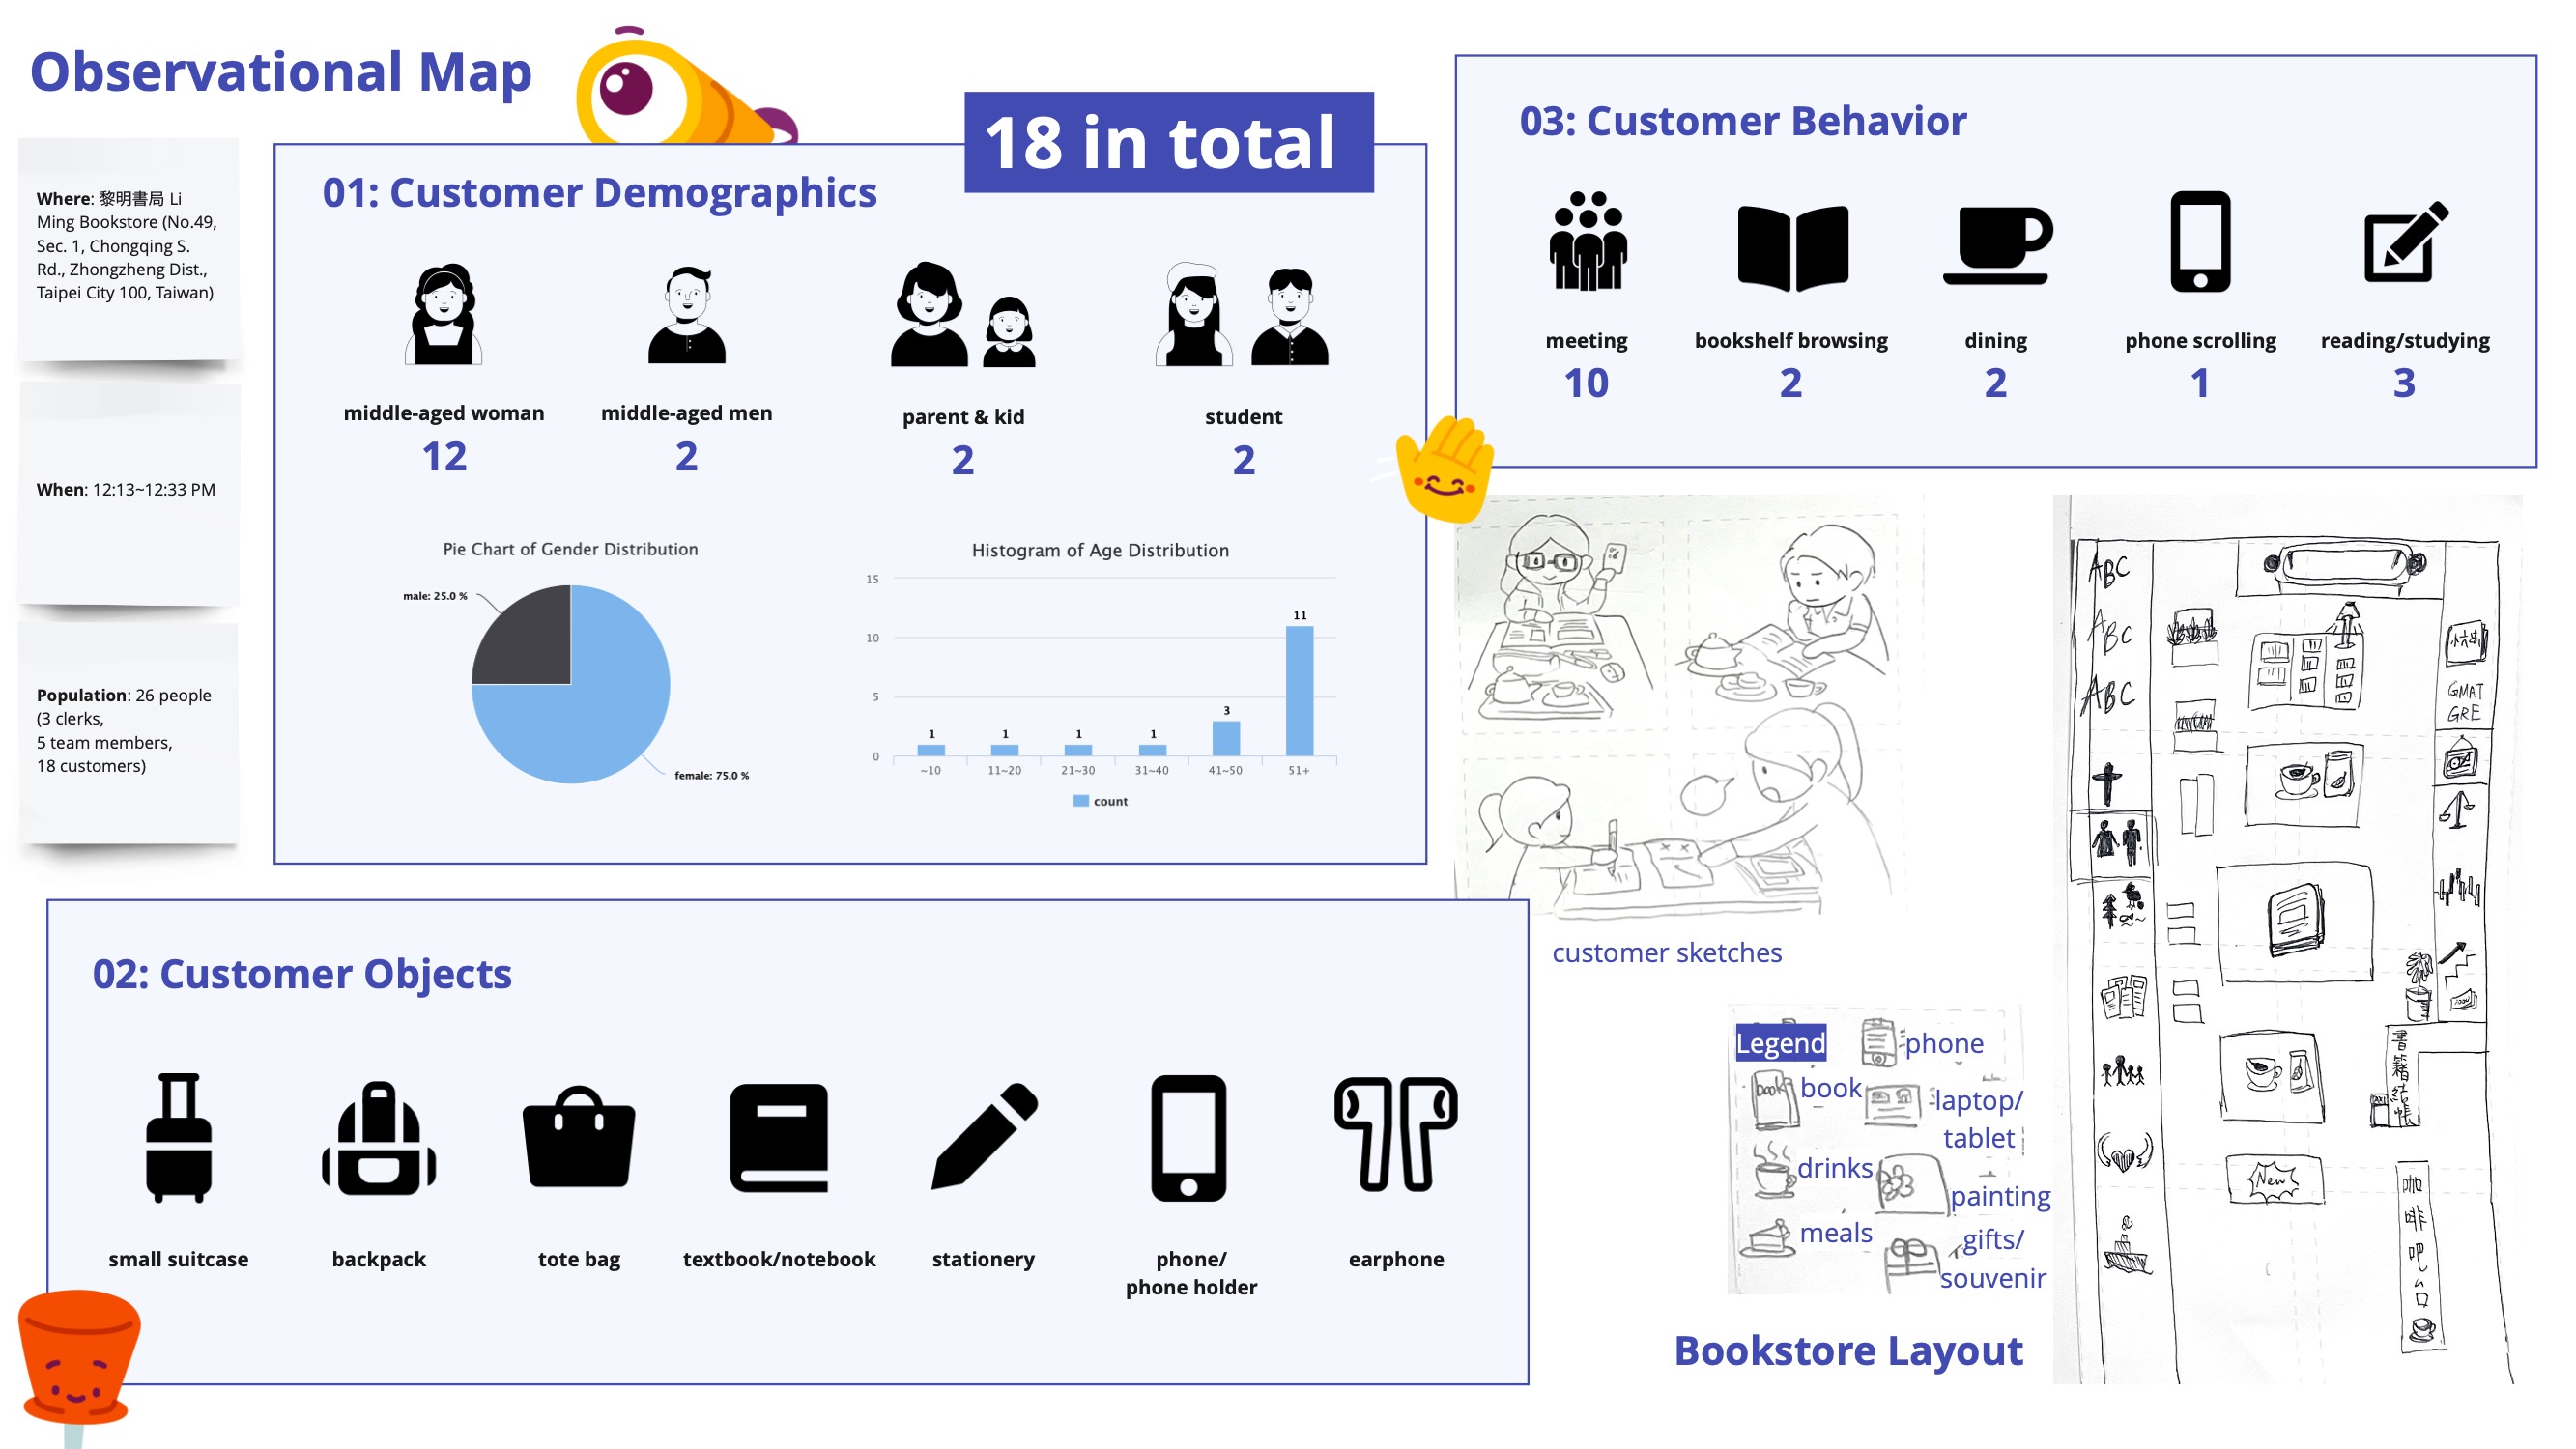 Observational Map
Where: 黎明書局 Li
Ming Bookstore (No.49,
Sec. 1, Chongqing S.
Rd., Zhongzheng Dist.,
Taipei City 100, Taiwan)
When: 12:13~12:33 PM
Population: 26 people
(3 clerks,
5 team members,
18 customers)
18 in total
01: Customer Demographics
middle-aged woman
12
middle-aged men
2
parent & kid
2
student
2
Pie Chart of Gender Distribution
male: 25.0 %
female: 75.0 %
Histogram of Age Distribution
15
10
5
0
1
1
1
1
3
11
~10
11~20
21~30
31~40
41~50
51+
count
02: Customer Objects
small suitcase
backpack
tote bag
textbook/notebook
stationery
phone/
phone holder
earphone
03: Customer Behavior
meeting
10
bookshelf browsing
2
dining
2
phone scrolling
1
reading/studying
3
customer sketches
Legend
phone
book
book
laptop/
tablet
drinks
painting
meals
gifts/
souvenir
Bookstore Layout
ABC
ABC
ABC
GMAT
GRE
書籍結帳
New
咖啡吧台